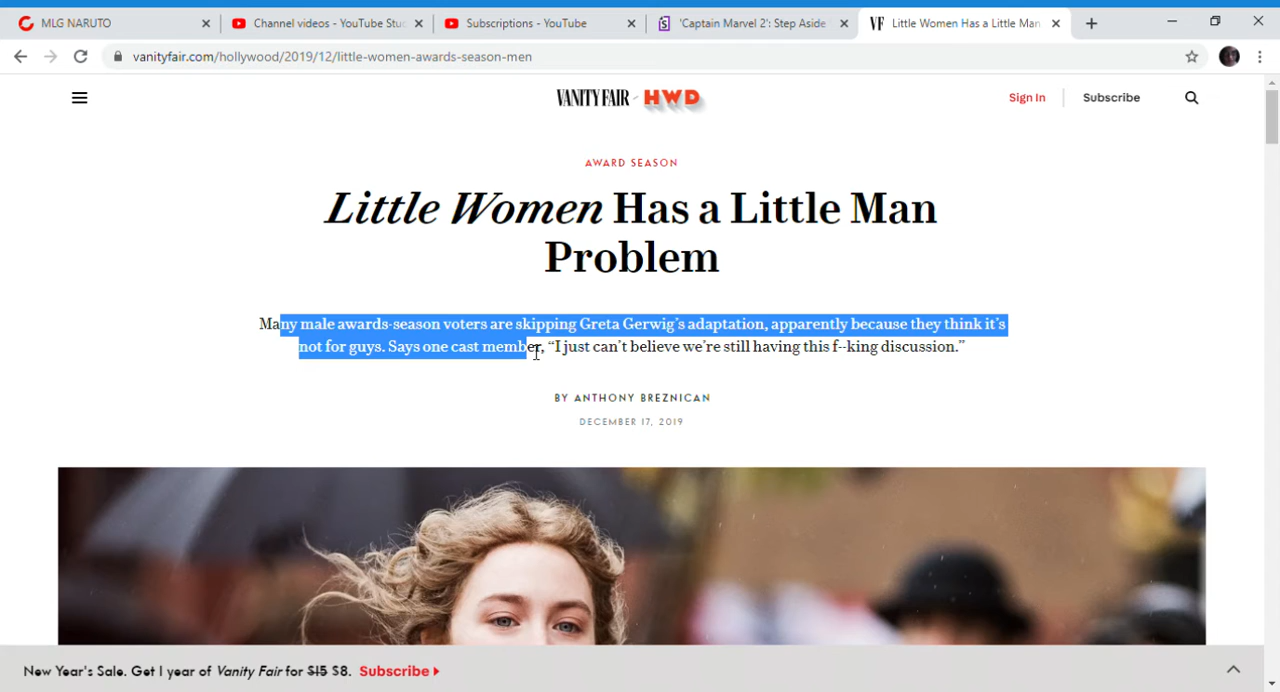 MLG NARUTO
Channel videos - YouTube Stu
Subscriptions - YouTube
'Captain Marvel 2': Step Aside
VF Little Women Has a Little Man
vanityfair.com/hollywood/2019/12/little-women-awards-season-men
VANITY FAIR HWD
Sign In
Subscribe
AWARD SEASON
Little Women Has a Little Man
Problem
Many male awards-season voters are skipping Greta Gerwig's adaptation, apparently because they think it's
not for guys. Says one cast member, “I just can't believe we're still having this f--king discussion.”
BY ANTHONY BREZNICAN
DECEMBER 17, 2019
New Year's Sale. Get 1 year of Vanity Fair for $15 $8. Subscribe